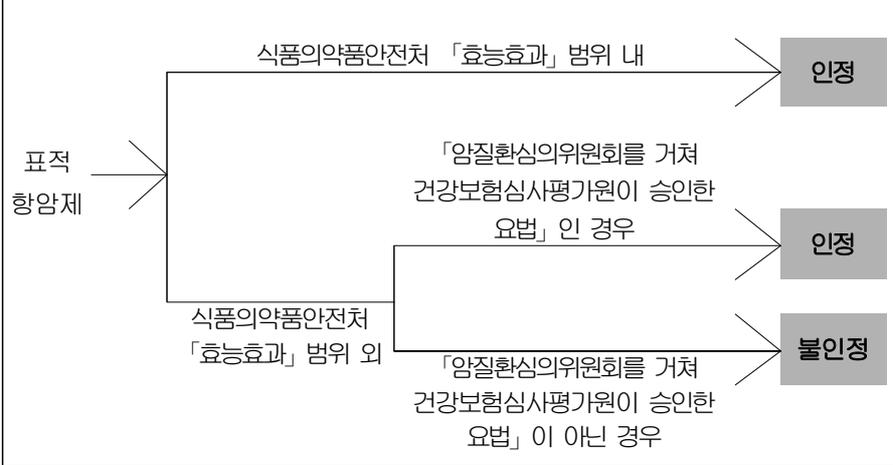 식품의약품안전처 「효능효과」 범위 내
인정
표적
항암제
「암질환심의위원회를 거쳐
건강보험심사평가원이 승인한
요법」 인 경우
인정
식품의약품안전처
「효능효과」 범위 외
불인정
「암질환심의위원회를 거쳐
건강보험심사평가원이 승인한
요법」이 아닌 경우